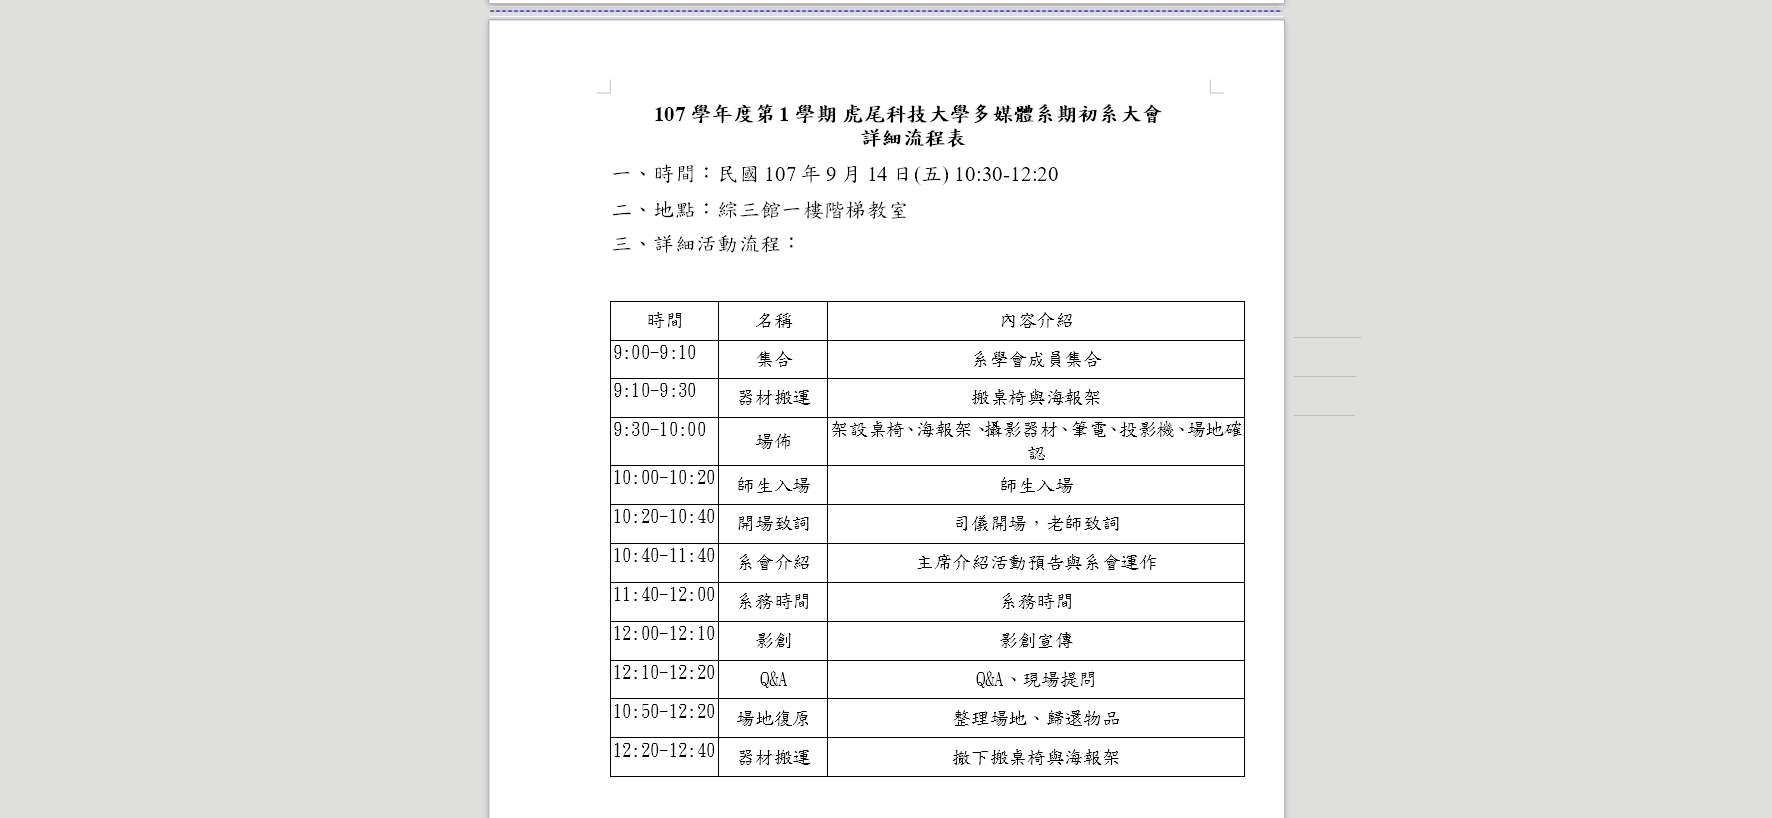 107 學年度第 1 學期 虎尾科技大學多媒體系期初系大會
詳細流程表
一、時間：民國 107 年 9 月 14 日(五) 10:30-12:20
二、地點：綜三館一樓階梯教室
三、詳細活動流程：
時間 名稱 內容介紹
9:00-9:10 集合 系學會成員集合
9:10-9:30 器材搬運 搬桌椅與海報架
9:30-10:00 場佈 架設桌椅、海報架、攝影器材、筆電、投影機、場地確
認
10:00-10:20 師生入場 師生入場
10:20-10:40 開場致詞 司儀開場，老師致詞
10:40-11:40 系會介紹 主席介紹活動預告與系會運作
11:40-12:00 系務時間 系務時間
12:00-12:10 影創 影創宣傳
12:10-12:20 Q&A Q&A、現場提問
10:50-12:20 場地復原 整理場地、歸還物品
12:20-12:40 器材搬運 撤下搬桌椅與海報架